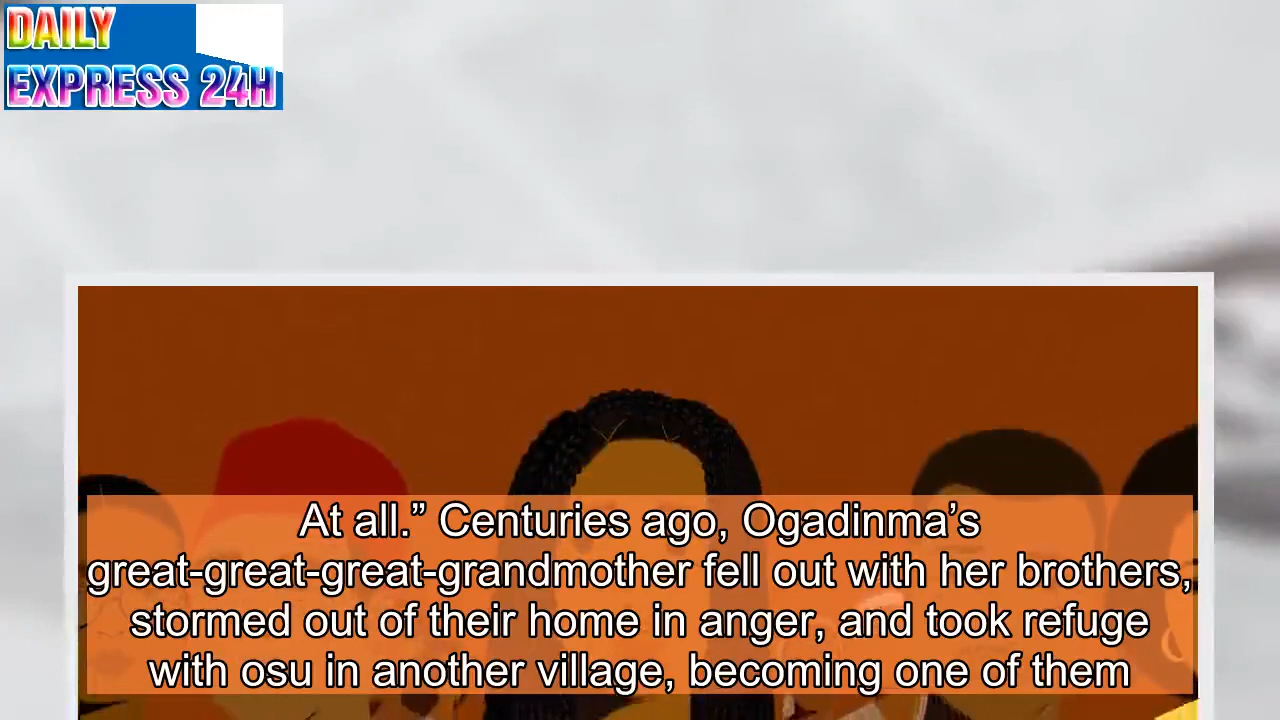 DAILY
EXPRESS 24H
At all.” Centuries ago, Ogadinma’s
great-great-great-grandmother fell out with her brothers,
stormed out of their home in anger, and took refuge
with osu in another village, becoming one of them